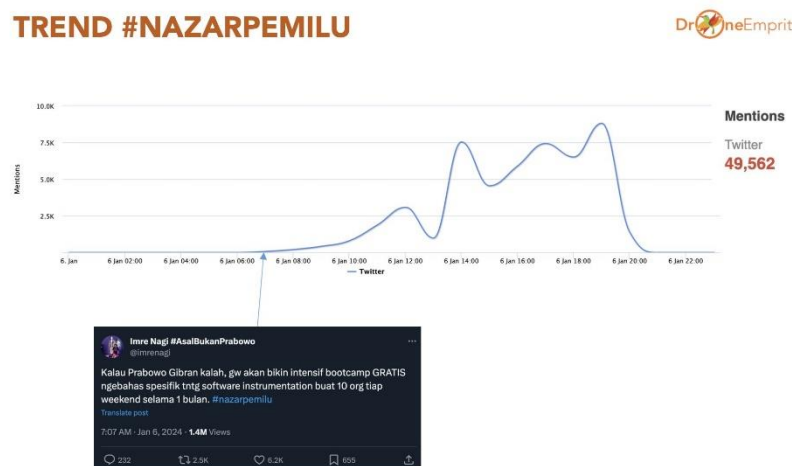 TREND #NAZARPEMILU
DroneEmprit
10.0K
7.5K
5.0K
2.5K
Mentions
6. Jan
6 Jan 02:00
6 Jan 04:00
6 Jan 06:00
6 Jan 08:00
6 Jan 10:00
6 Jan 12:00
6 Jan 14:00
6 Jan 16:00
6 Jan 18:00
6 Jan 20:00
6 Jan 22:00
Twitter
Mentions
Twitter
49,562
Imre Nagi #AsalBukanPrabowo
@imrenagi
Kalau Prabowo Gibran kalah, gw akan bikin intensif bootcamp GRATIS
ngebahas spesifik tntg software instrumentation buat 10 org tiap
weekend selama 1 bulan. #nazarpemilu
Translate post
7:07 AM · Jan 6, 2024 · 1.4M Views
232
2.5K
6.2K
655